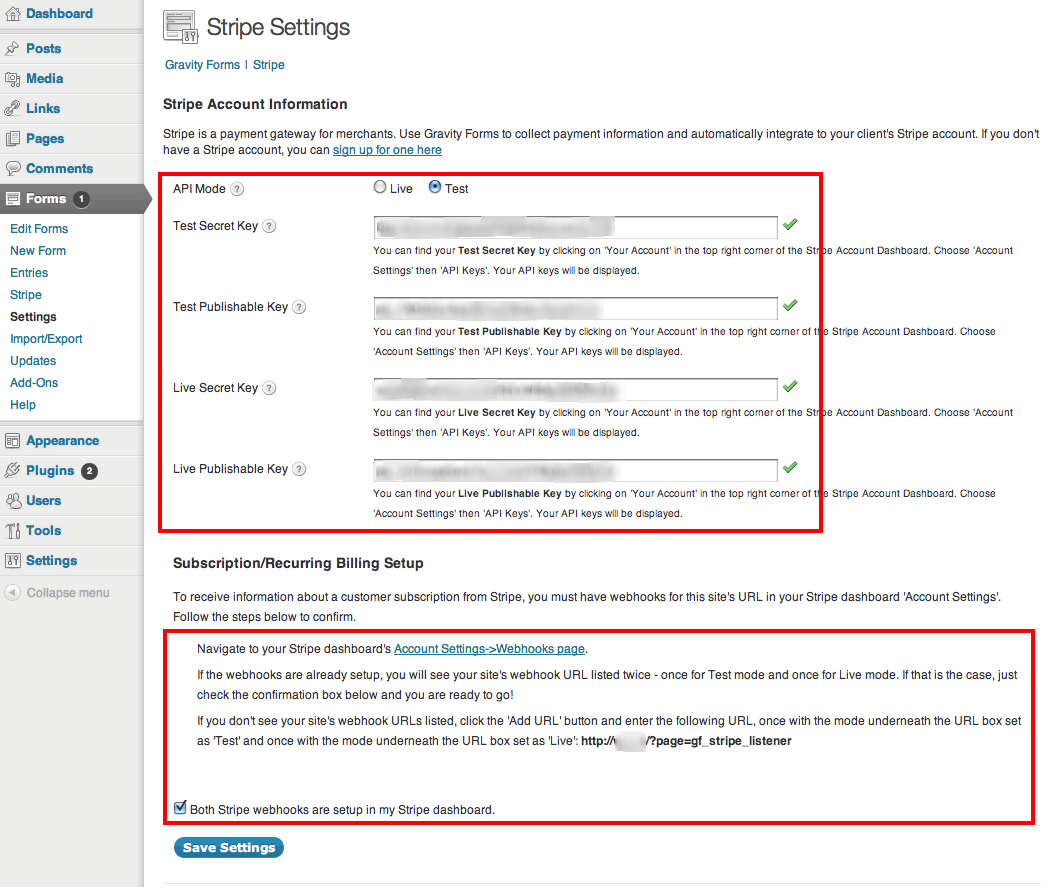 Dashboard
Posts
Media
Links
Pages
Comments
Forms 1
Edit Forms
New Form
Entries
Stripe
Settings
Import/Export
Updates
Add-Ons
Help
Appearance
Plugins 2
Users
Tools
Settings
Collapse menu
Stripe Settings
Gravity Forms | Stripe
Stripe Account Information
Stripe is a payment gateway for merchants. Use Gravity Forms to collect payment information and automatically integrate to your client's Stripe account. If you don't
have a Stripe account, you can sign up for one here
API Mode ? Live Test
Test Secret Key ?
You can find your Test Secret Key by clicking on 'Your Account' in the top right corner of the Stripe Account Dashboard. Choose 'Account
Settings' then 'API Keys'. Your API keys will be displayed.
Test Publishable Key ?
You can find your Test Publishable Key by clicking on 'Your Account' in the top right corner of the Stripe Account Dashboard. Choose
'Account Settings' then 'API Keys'. Your API keys will be displayed.
Live Secret Key ?
You can find your Live Secret Key by clicking on 'Your Account' in the top right corner of the Stripe Account Dashboard. Choose 'Account
Settings' then 'API Keys'. Your API keys will be displayed.
Live Publishable Key ?
You can find your Live Publishable Key by clicking on 'Your Account' in the top right corner of the Stripe Account Dashboard. Choose
'Account Settings' then 'API Keys'. Your API keys will be displayed.
Subscription/Recurring Billing Setup
To receive information about a customer subscription from Stripe, you must have webhooks for this site's URL in your Stripe dashboard 'Account Settings'.
Follow the steps below to confirm.
Navigate to your Stripe dashboard's Account Settings->Webhooks page.
If the webhooks are already setup, you will see your site's webhook URL listed twice - once for Test mode and once for Live mode. If that is the case, just
check the confirmation box below and you are ready to go!
If you don't see your site's webhook URLs listed, click the 'Add URL' button and enter the following URL, once with the mode underneath the URL box set
as 'Test' and once with the mode underneath the URL box set as 'Live': http:// /?page=gf_stripe_listener
Both Stripe webhooks are setup in my Stripe dashboard.
Save Settings